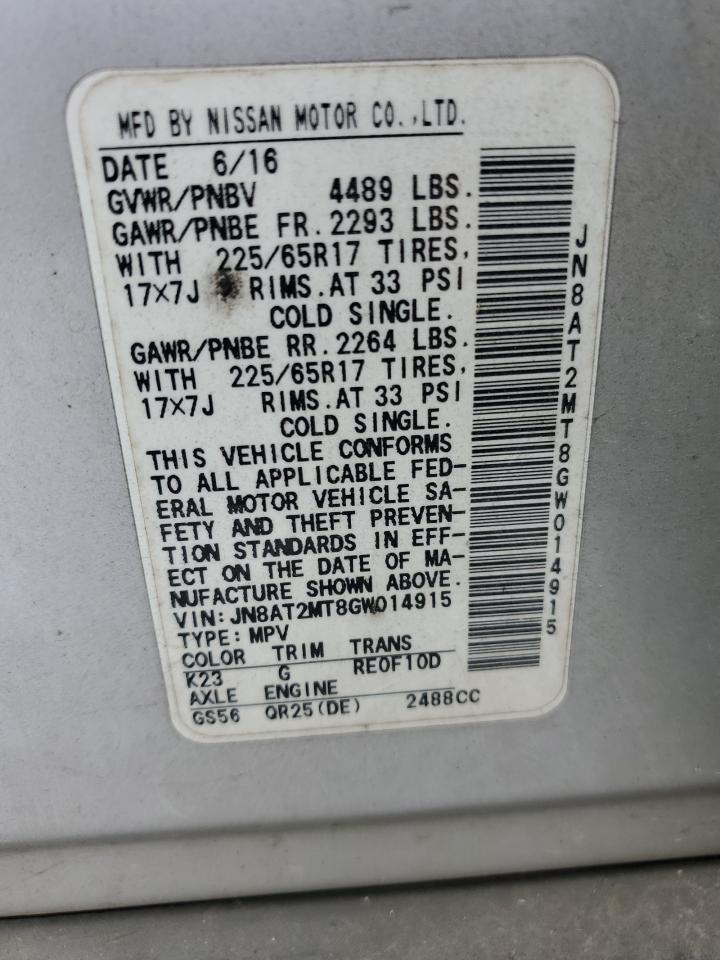 MFD BY NISSAN MOTOR CO.,LTD.
DATE 6/16
GVWR/PNBV 4489 LBS.
GAWR/PNBE FR. 2293 LBS.
WITH 225/65R17 TIRES,
17×7J RIMS.AT 33 PSI
COLD SINGLE.
GAWR/PNBE RR. 2264 LBS.
WITH 225/65R17 TIRES,
17×7J RIMS.AT 33 PSI
COLD SINGLE.
THIS VEHICLE CONFORMS
TO ALL APPLICABLE FED-
ERAL MOTOR VEHICLE SA-
FETY AND THEFT PREVEN-
TION STANDARDS IN EFF-
ECT ON THE DATE OF MA-
NUFACTURE SHOWN ABOVE.
VIN:JN8AT2MT8GW014915
TYPE:MPV
COLOR TRIM TRANS
K23 G RE0F10D
AXLE ENGINE
GS56 QR25(DE) 2488CC
JN8AT2MT8GW014915